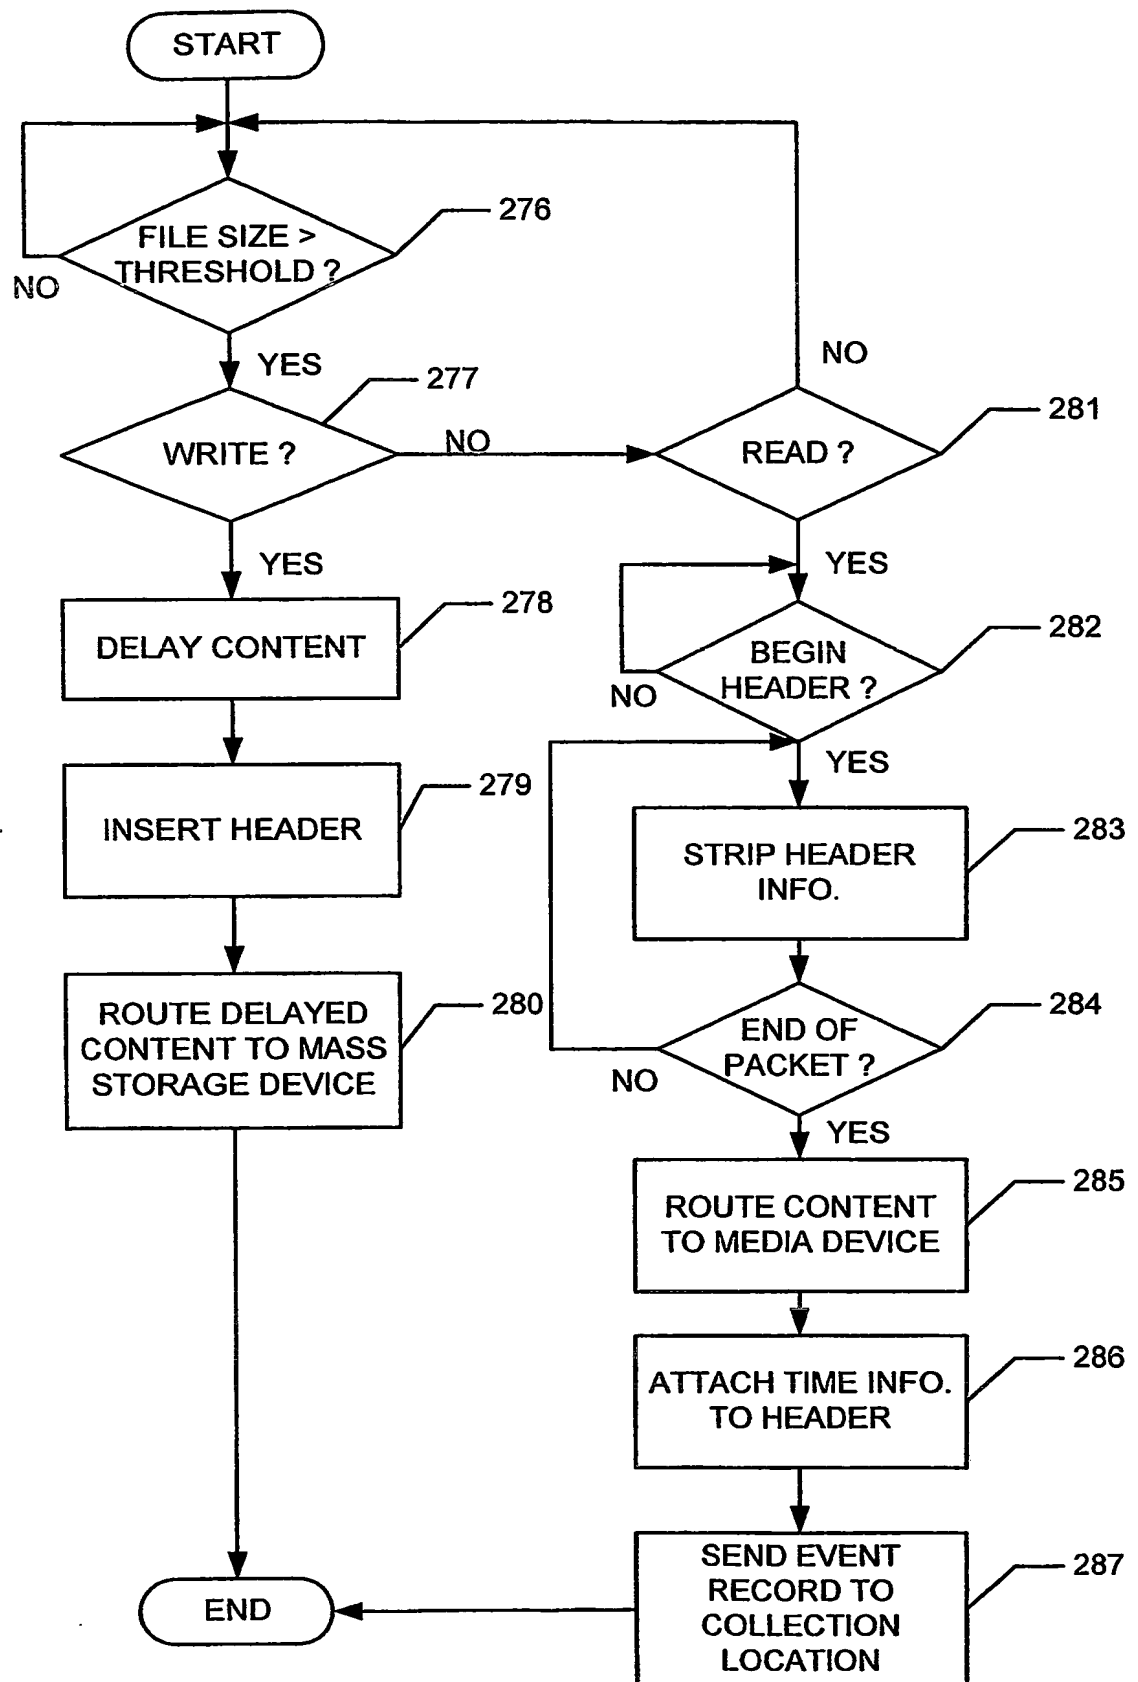 START
FILE SIZE >
THRESHOLD ?
276
NO
YES
277
WRITE ?
NO
YES
DELAY CONTENT
278
INSERT HEADER
279
ROUTE DELAYED
CONTENT TO MASS
STORAGE DEVICE
280
NO
READ ?
281
YES
BEGIN
HEADER ?
282
NO
YES
STRIP HEADER
INFO.
283
END OF
PACKET ?
284
NO
YES
ROUTE CONTENT
TO MEDIA DEVICE
285
ATTACH TIME INFO.
TO HEADER
286
SEND EVENT
RECORD TO
COLLECTION
LOCATION
287
END